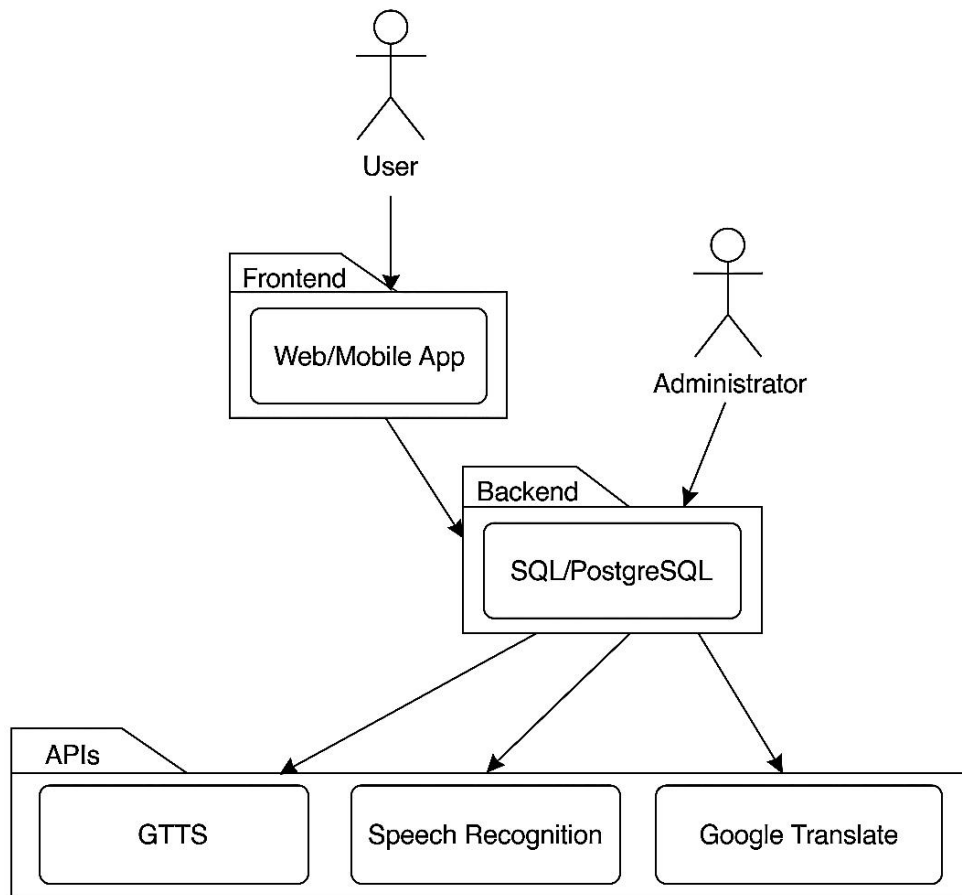 User
Frontend
Web/Mobile App
Administrator
Backend
SQL/PostgreSQL
APIs
GTTS
Speech Recognition
Google Translate